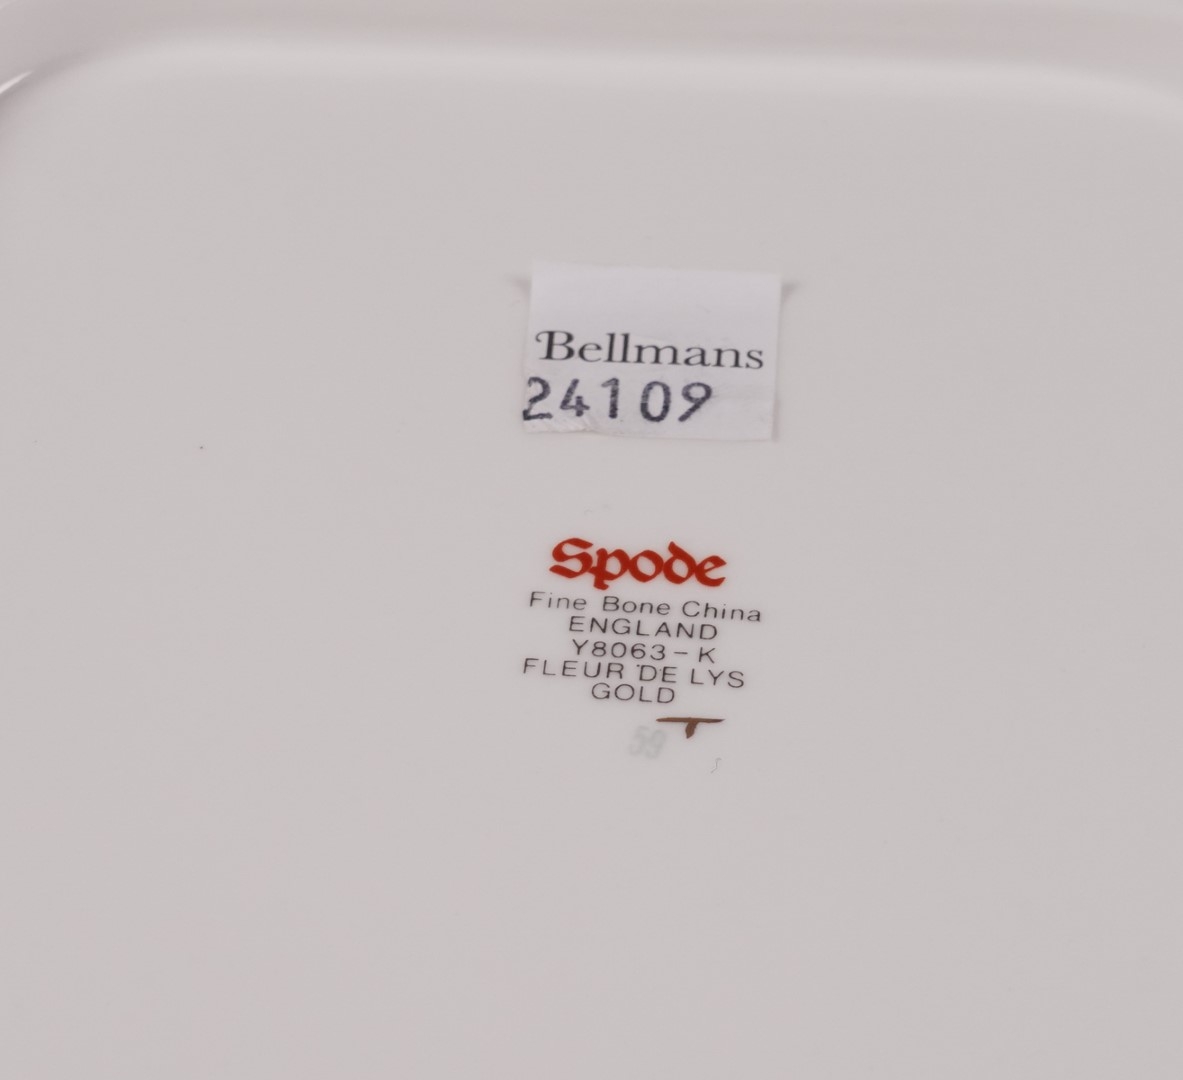 Bellmans
24109
Spode
Fine Bone China
ENGLAND
Y8063-K
FLEUR DE LYS
GOLD
T
59